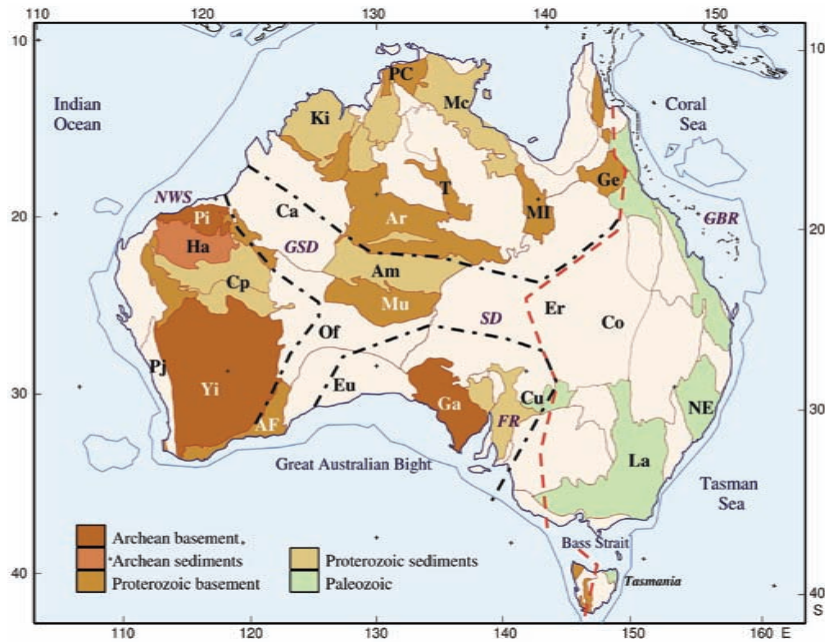 110 120 130 140 150
10
10
PC
Mc
Indian
Ocean
Coral
Sea
Ki
Ge
T
NWS
MI
Pi
20
20
Ca
Ar
GBR
Ha
GSD
Am
Cp
Mu
Er
SD
Co
Of
Pj
Eu
Yi
30
30
Cu
Ga
NE
AF
FR
La
Great Australian Bight
Tasman
Sea
Archean basement
Bass Strait
Archean sediments
Proterozoic sediments
40
Tasmania
Proterozoic basement
Paleozoic
40
S
110 120 130 140 150 160 E